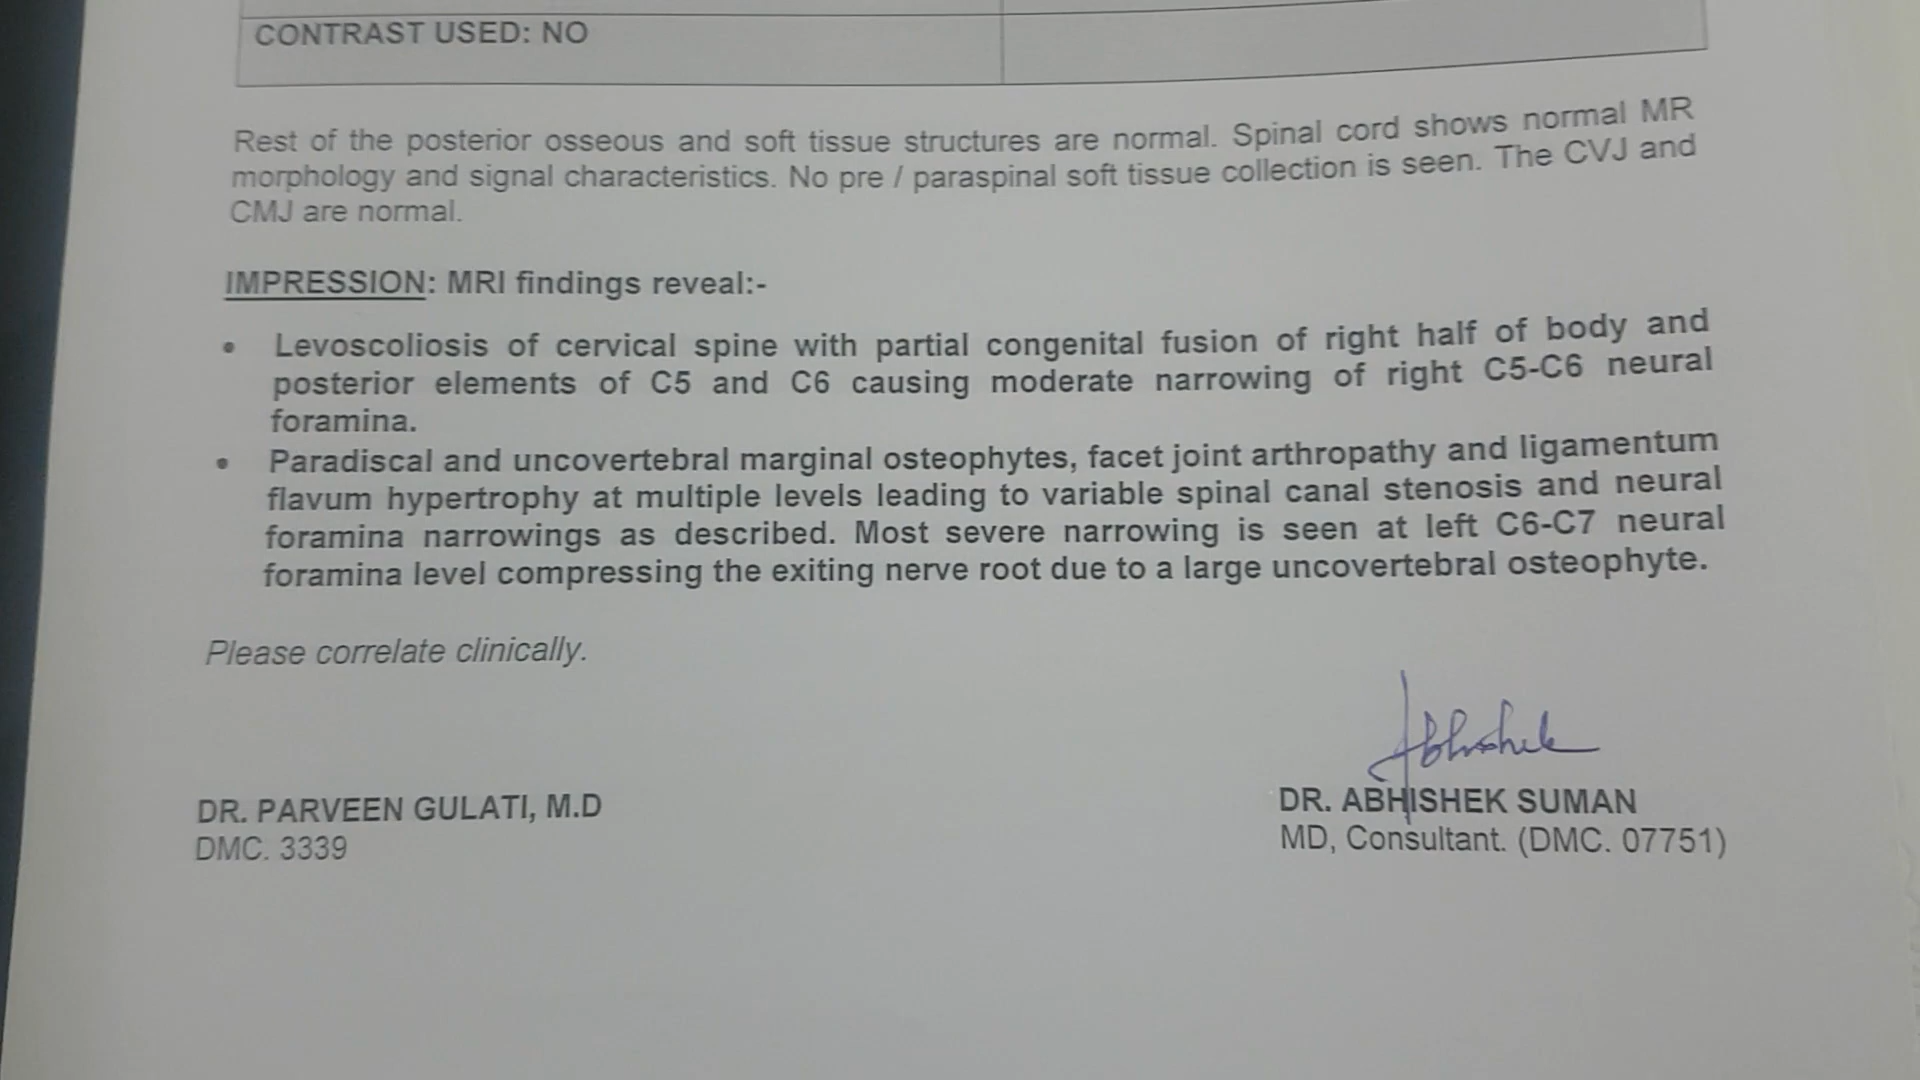 CONTRAST USED: NO
Rest of the posterior osseous and soft tissue structures are normal. Spinal cord shows normal MR
morphology and signal characteristics. No pre / paraspinal soft tissue collection is seen. The CVJ and
CMJ are normal.
IMPRESSION: MRI findings reveal:-
• Levoscoliosis of cervical spine with partial congenital fusion of right half of body and
posterior elements of C5 and C6 causing moderate narrowing of right C5-C6 neural
foramina.
• Paradiscal and uncovertebral marginal osteophytes, facet joint arthropathy and ligamentum
flavum hypertrophy at multiple levels leading to variable spinal canal stenosis and neural
foramina narrowings as described. Most severe narrowing is seen at left C6-C7 neural
foramina level compressing the exiting nerve root due to a large uncovertebral osteophyte.
Please correlate clinically.
Abhishek
DR. PARVEEN GULATI, M.D
DMC. 3339
DR. ABHISHEK SUMAN
MD, Consultant. (DMC. 07751)